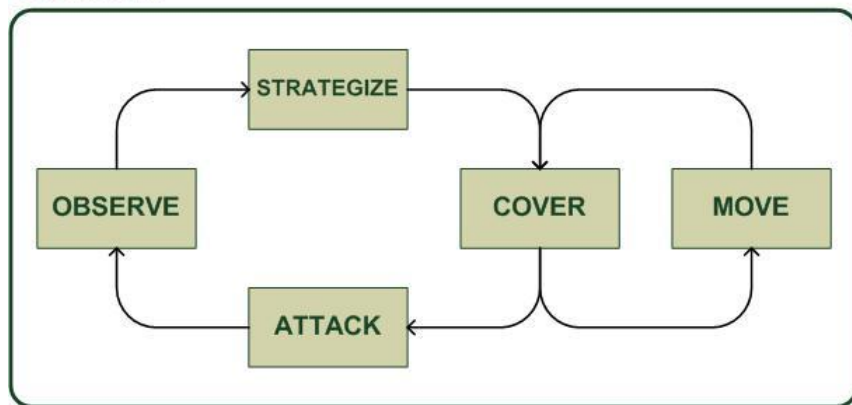 STRATEGIZE
OBSERVE
COVER
MOVE
ATTACK